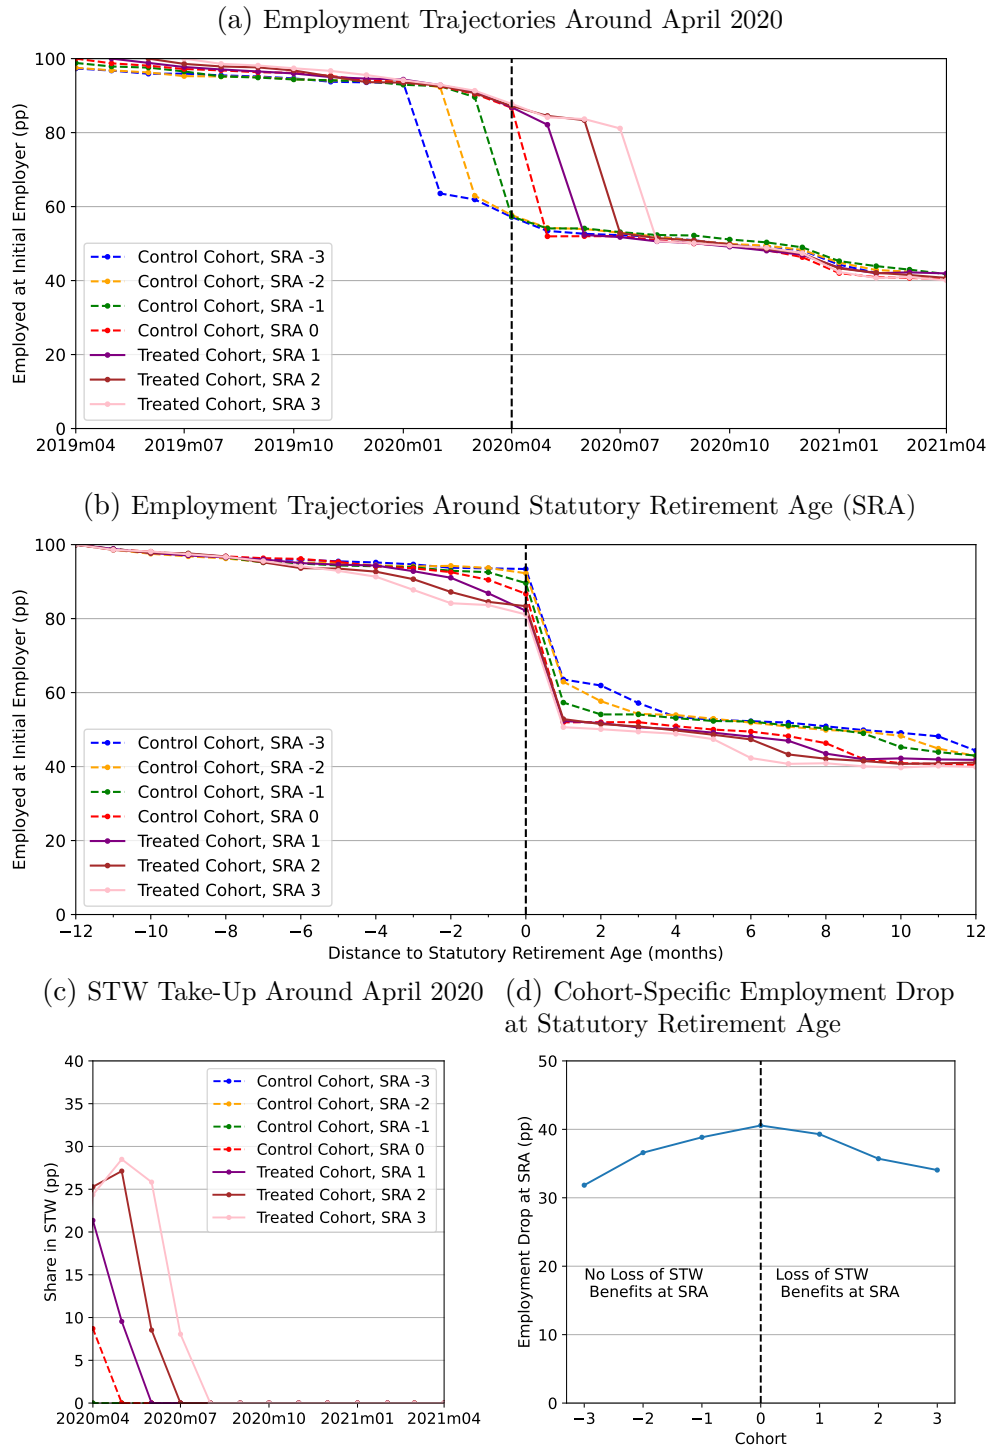 (a) Employment Trajectories Around April 2020
Employed at Initial Employer (pp)
100
80
60
40
20
0
Control Cohort, SRA -3
Control Cohort, SRA -2
Control Cohort, SRA -1
Control Cohort, SRA 0
Treated Cohort, SRA 1
Treated Cohort, SRA 2
Treated Cohort, SRA 3
2019m04 2019m07 2019m10 2020m01 2020m04 2020m07 2020m10 2021m01 2021m04
(b) Employment Trajectories Around Statutory Retirement Age (SRA)
Employed at Initial Employer (pp)
100
80
60
40
20
0
Control Cohort, SRA -3
Control Cohort, SRA -2
Control Cohort, SRA -1
Control Cohort, SRA 0
Treated Cohort, SRA 1
Treated Cohort, SRA 2
Treated Cohort, SRA 3
−12 −10 −8 −6 −4 −2 0 2 4 6 8 10 12
Distance to Statutory Retirement Age (months)
(c) STW Take-Up Around April 2020
Share in STW (pp)
40
35
30
25
20
15
10
5
0
Control Cohort, SRA -3
Control Cohort, SRA -2
Control Cohort, SRA -1
Control Cohort, SRA 0
Treated Cohort, SRA 1
Treated Cohort, SRA 2
Treated Cohort, SRA 3
2020m04 2020m07 2020m10 2021m01 2021m04
(d) Cohort-Specific Employment Drop
at Statutory Retirement Age
Employment Drop at SRA (pp)
50
40
30
20
10
0
No Loss of STW
Benefits at SRA
Loss of STW
Benefits at SRA
−3 −2 −1 0 1 2 3
Cohort